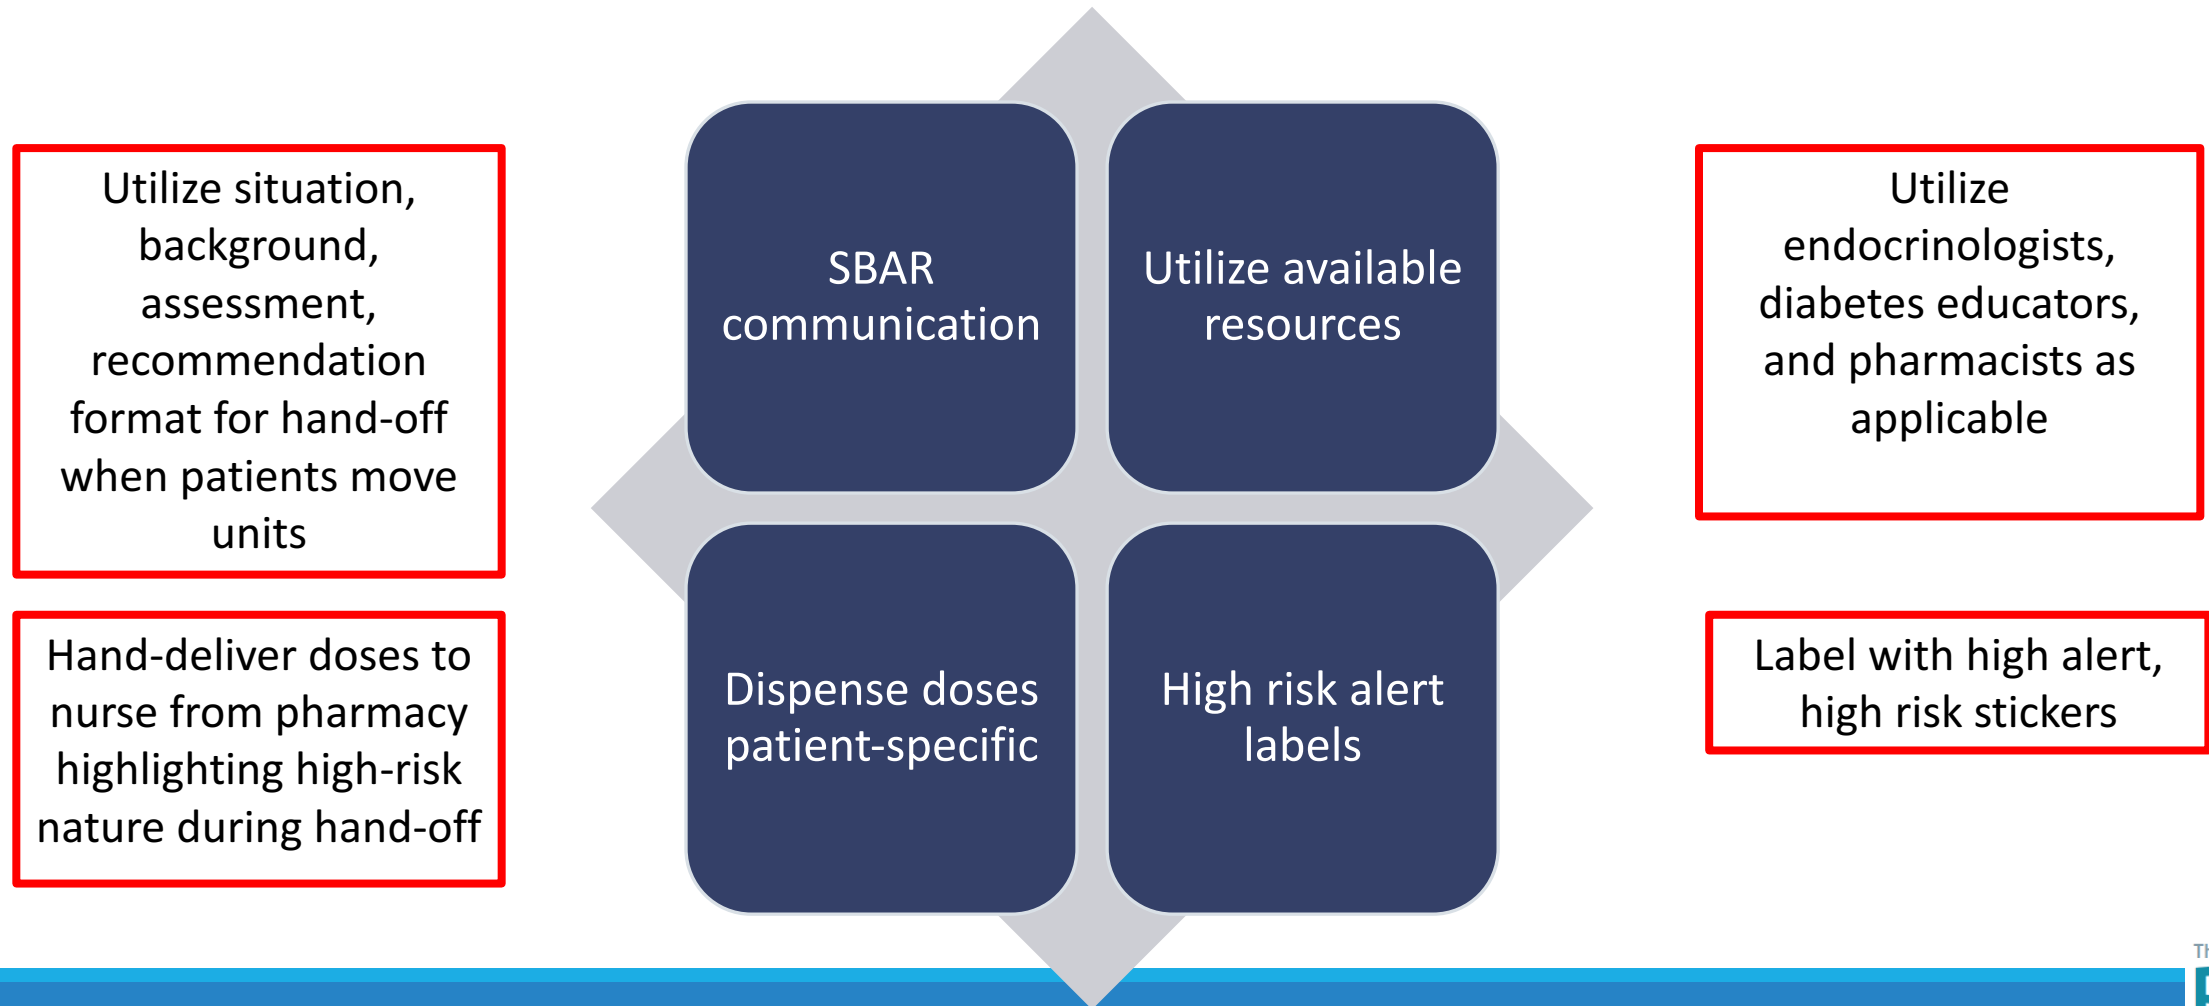 Utilize situation,
background,
assessment,
recommendation
format for hand-off
when patients move
units
SBAR
communication
Utilize available
resources
Utilize
endocrinologists,
diabetes educators,
and pharmacists as
applicable
Hand-deliver doses to
nurse from pharmacy
highlighting high-risk
nature during hand-off
Dispense doses
patient-specific
High risk alert
labels
Label with high alert,
high risk stickers